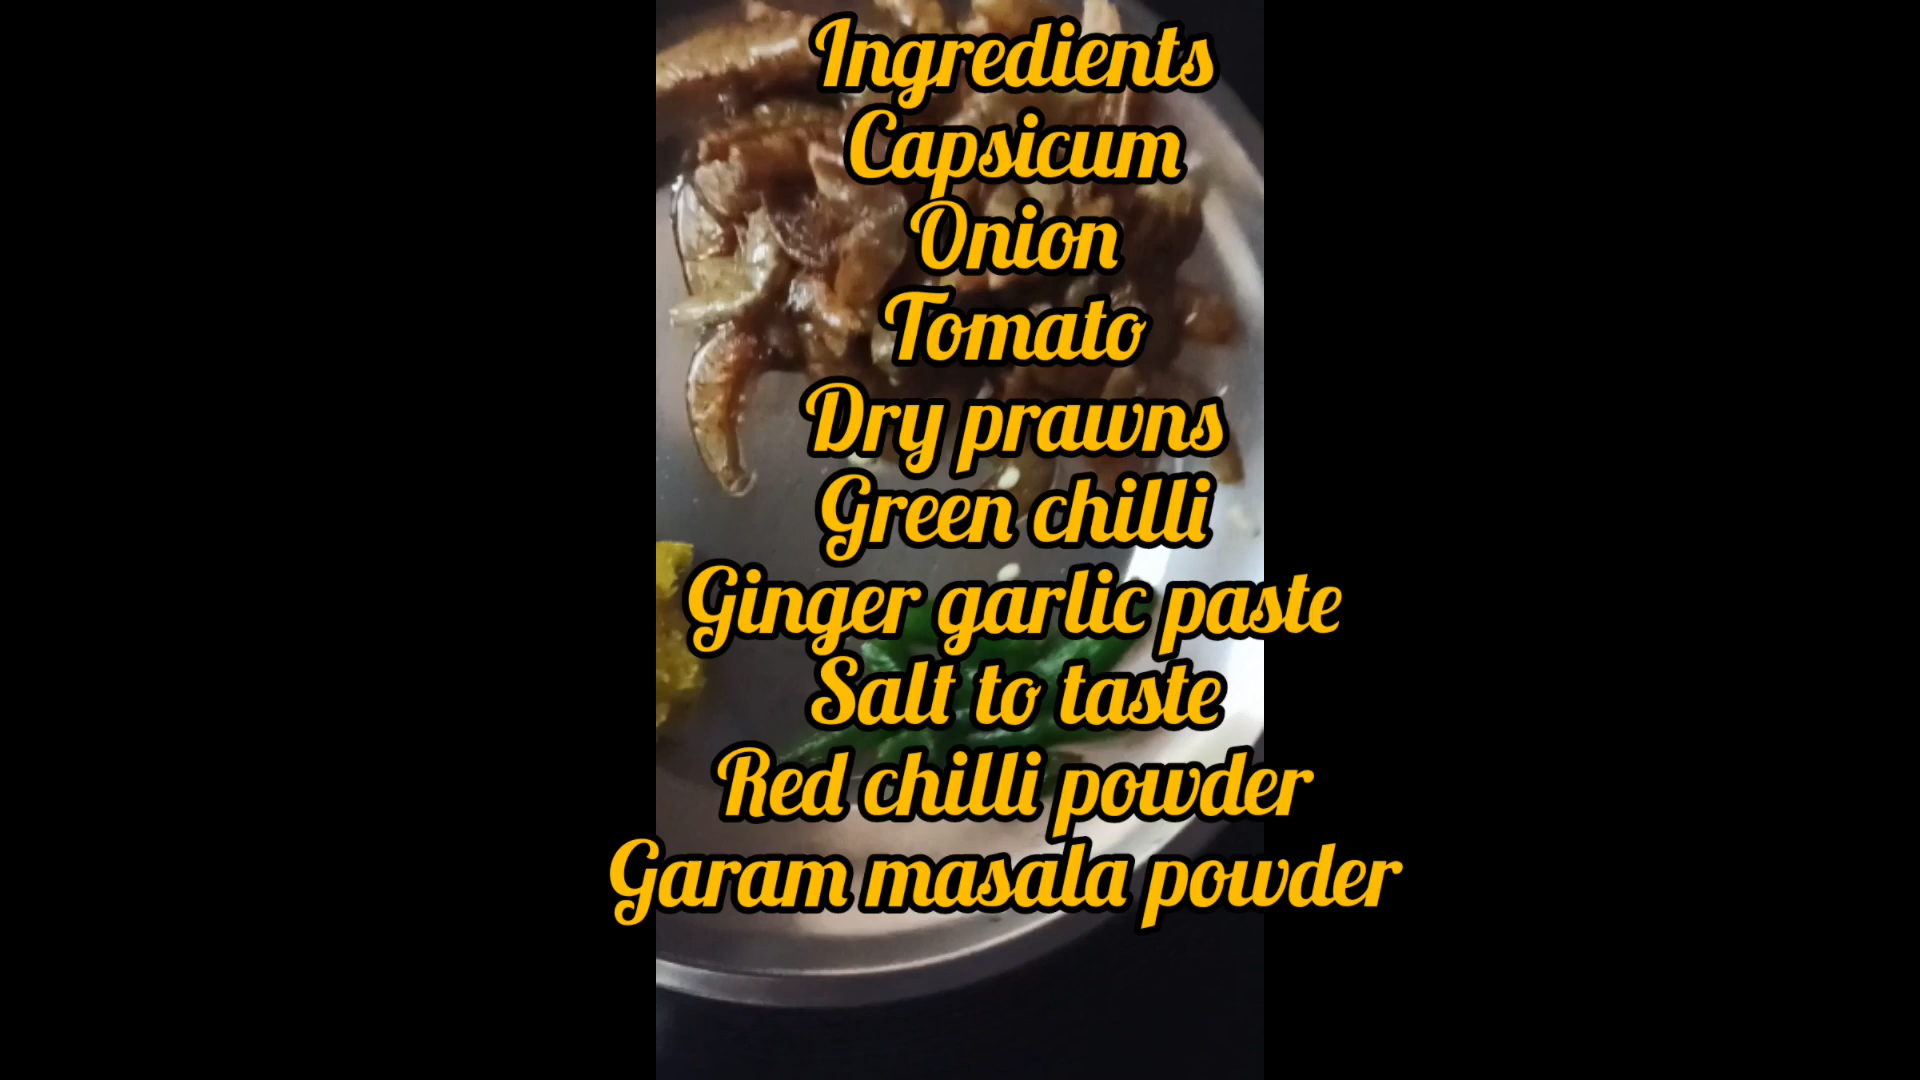 Ingredients
Capsicum
Onion
Tomato
Dry prawns
Green chilli
Ginger garlic paste
Salt to taste
Red chilli powder
Garam masala powder